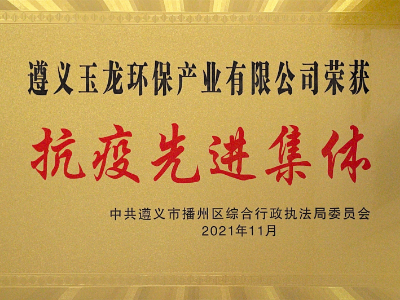 遵义玉龙环保产业有限公司荣获
抗疫先进集体
中共遵义市播州区综合行政执法局委员会
2021年11月